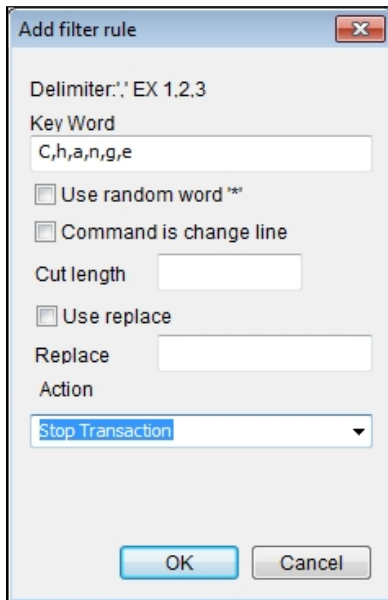 Add filter rule
Delimiter:',' EX 1,2,3
Key Word
C,h,a,n,g,e
Use random word '*'
Command is change line
Cut length
Use replace
Replace
Action
Stop Transaction
OK Cancel